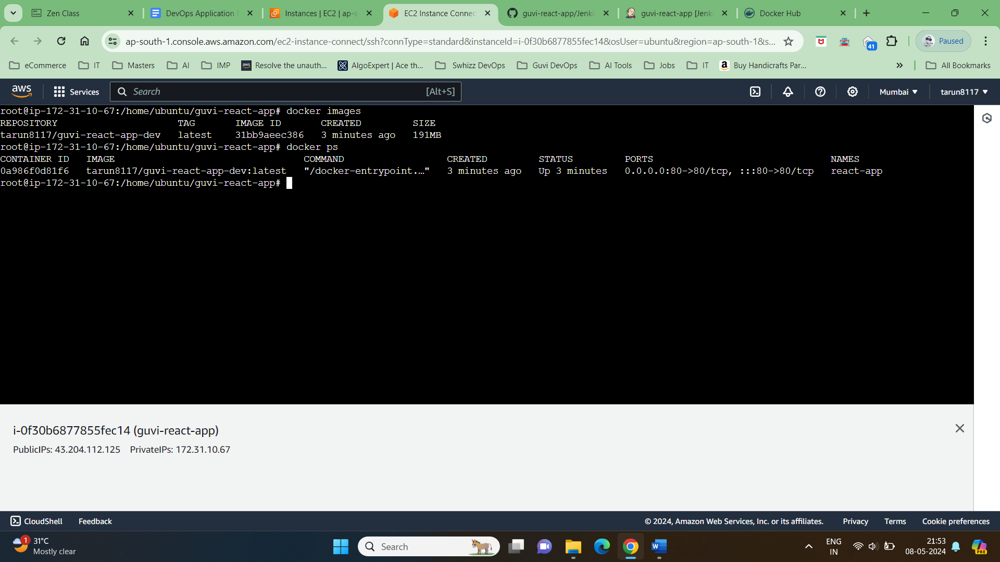 Zen Class
DevOps Application D
Instances | EC2 | ap-s
EC2 Instance Connec
guvi-react-app/Jenkin
guvi-react-app [Jenki
Docker Hub
ap-south-1.console.aws.amazon.com/ec2-instance-connect/ssh?connType=standard&instanceId=i-0f30b6877855fec14&osUser=ubuntu&region=ap-south-1&s...
41
Paused
eCommerce
IT
Masters
AI
IMP
Resolve the unauth...
AlgoExpert | Ace th...
Swhizz DevOps
Guvi DevOps
AI Tools
Jobs
IT
Buy Handicrafts Par...
All Bookmarks
aws
Services
Search
[Alt+S]
Mumbai
tarun8117
root@ip-172-31-10-67:/home/ubuntu/guvi-react-app# docker images
REPOSITORY TAG IMAGE ID CREATED SIZE
tarun8117/guvi-react-app-dev latest 31bb9aeec386 3 minutes ago 191MB
root@ip-172-31-10-67:/home/ubuntu/guvi-react-app# docker ps
CONTAINER ID IMAGE COMMAND CREATED STATUS PORTS NAMES
0a986f0d81f6 tarun8117/guvi-react-app-dev:latest "/docker-entrypoint.…" 3 minutes ago Up 3 minutes 0.0.0.0:80->80/tcp, :::80->80/tcp react-app
root@ip-172-31-10-67:/home/ubuntu/guvi-react-app#
i-0f30b6877855fec14 (guvi-react-app)
PublicIPs: 43.204.112.125 PrivateIPs: 172.31.10.67
CloudShell
Feedback
© 2024, Amazon Web Services, Inc. or its affiliates.
Privacy
Terms
Cookie preferences
1
31°C
Mostly clear
Search
ENG
IN
21:53
08-05-2024
PRE